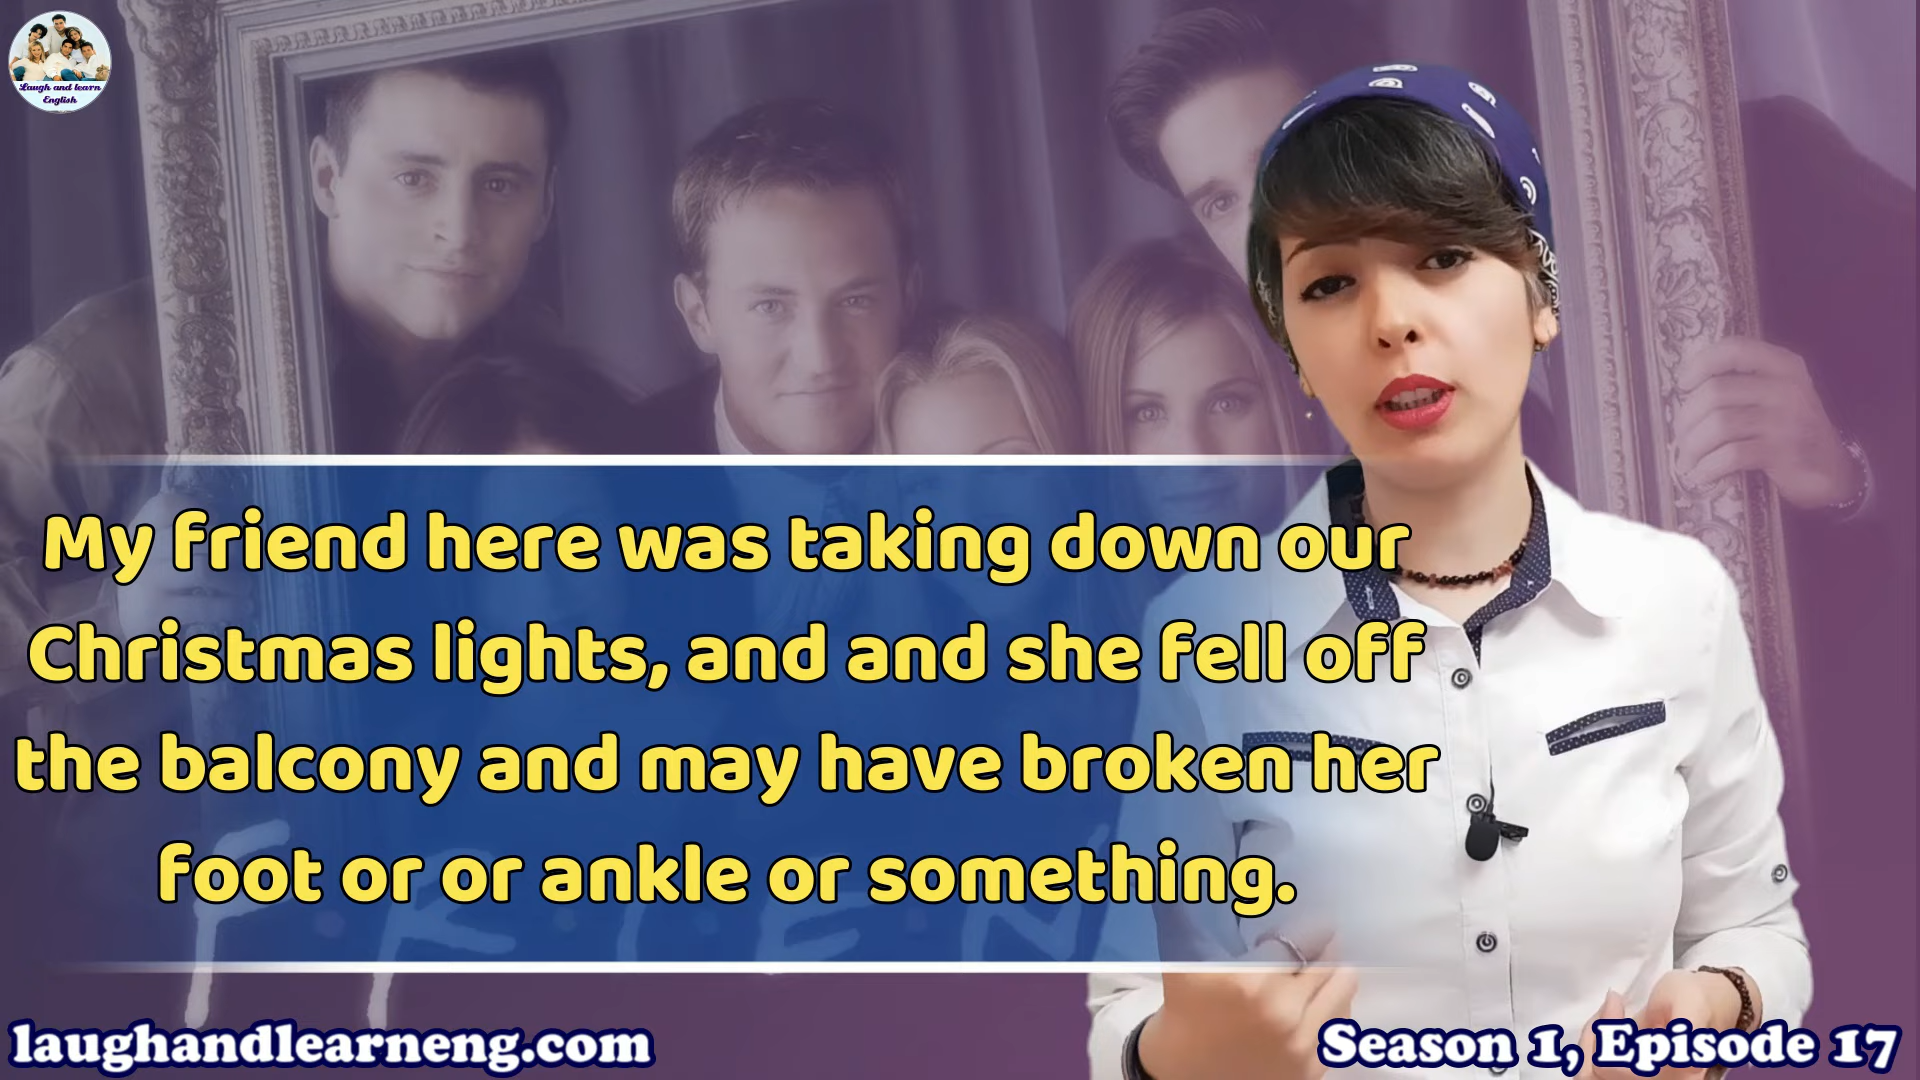 Laugh and learn
English
My friend here was taking down our
Christmas lights, and and she fell off
the balcony and may have broken her
foot or or ankle or something.
F·R·I·E·N
laughandlearneng.com
Season 1, Episode 17